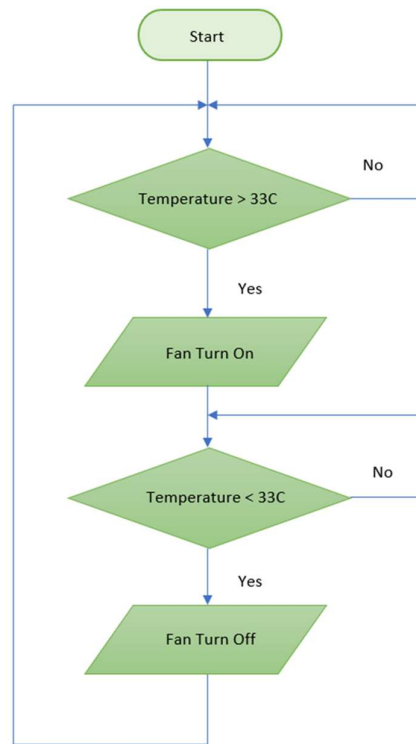 Start
Temperature > 33C
No
Yes
Fan Turn On
Temperature < 33C
No
Yes
Fan Turn Off